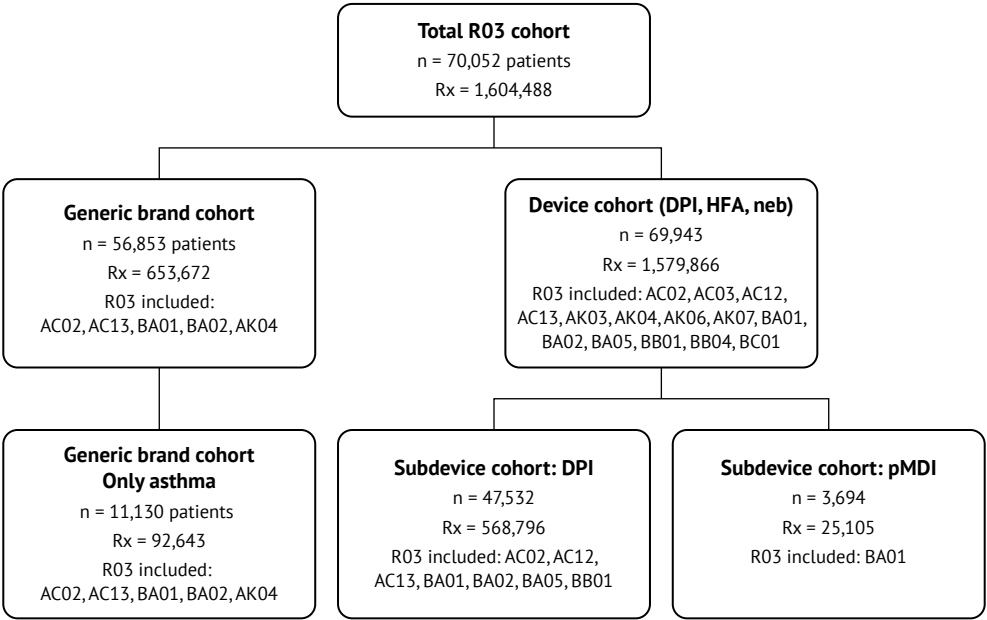 Total R03 cohort
n = 70,052 patients
Rx = 1,604,488
Generic brand cohort
n = 56,853 patients
Rx = 653,672
R03 included:
AC02, AC13, BA01, BA02, AK04
Device cohort (DPI, HFA, neb)
n = 69,943
Rx = 1,579,866
R03 included: AC02, AC03, AC12,
AC13, AK03, AK04, AK06, AK07, BA01,
BA02, BA05, BB01, BB04, BC01
Generic brand cohort
Only asthma
n = 11,130 patients
Rx = 92,643
R03 included:
AC02, AC13, BA01, BA02, AK04
Subdevice cohort: DPI
n = 47,532
Rx = 568,796
R03 included: AC02, AC12,
AC13, BA01, BA02, BA05, BB01
Subdevice cohort: pMDI
n = 3,694
Rx = 25,105
R03 included: BA01